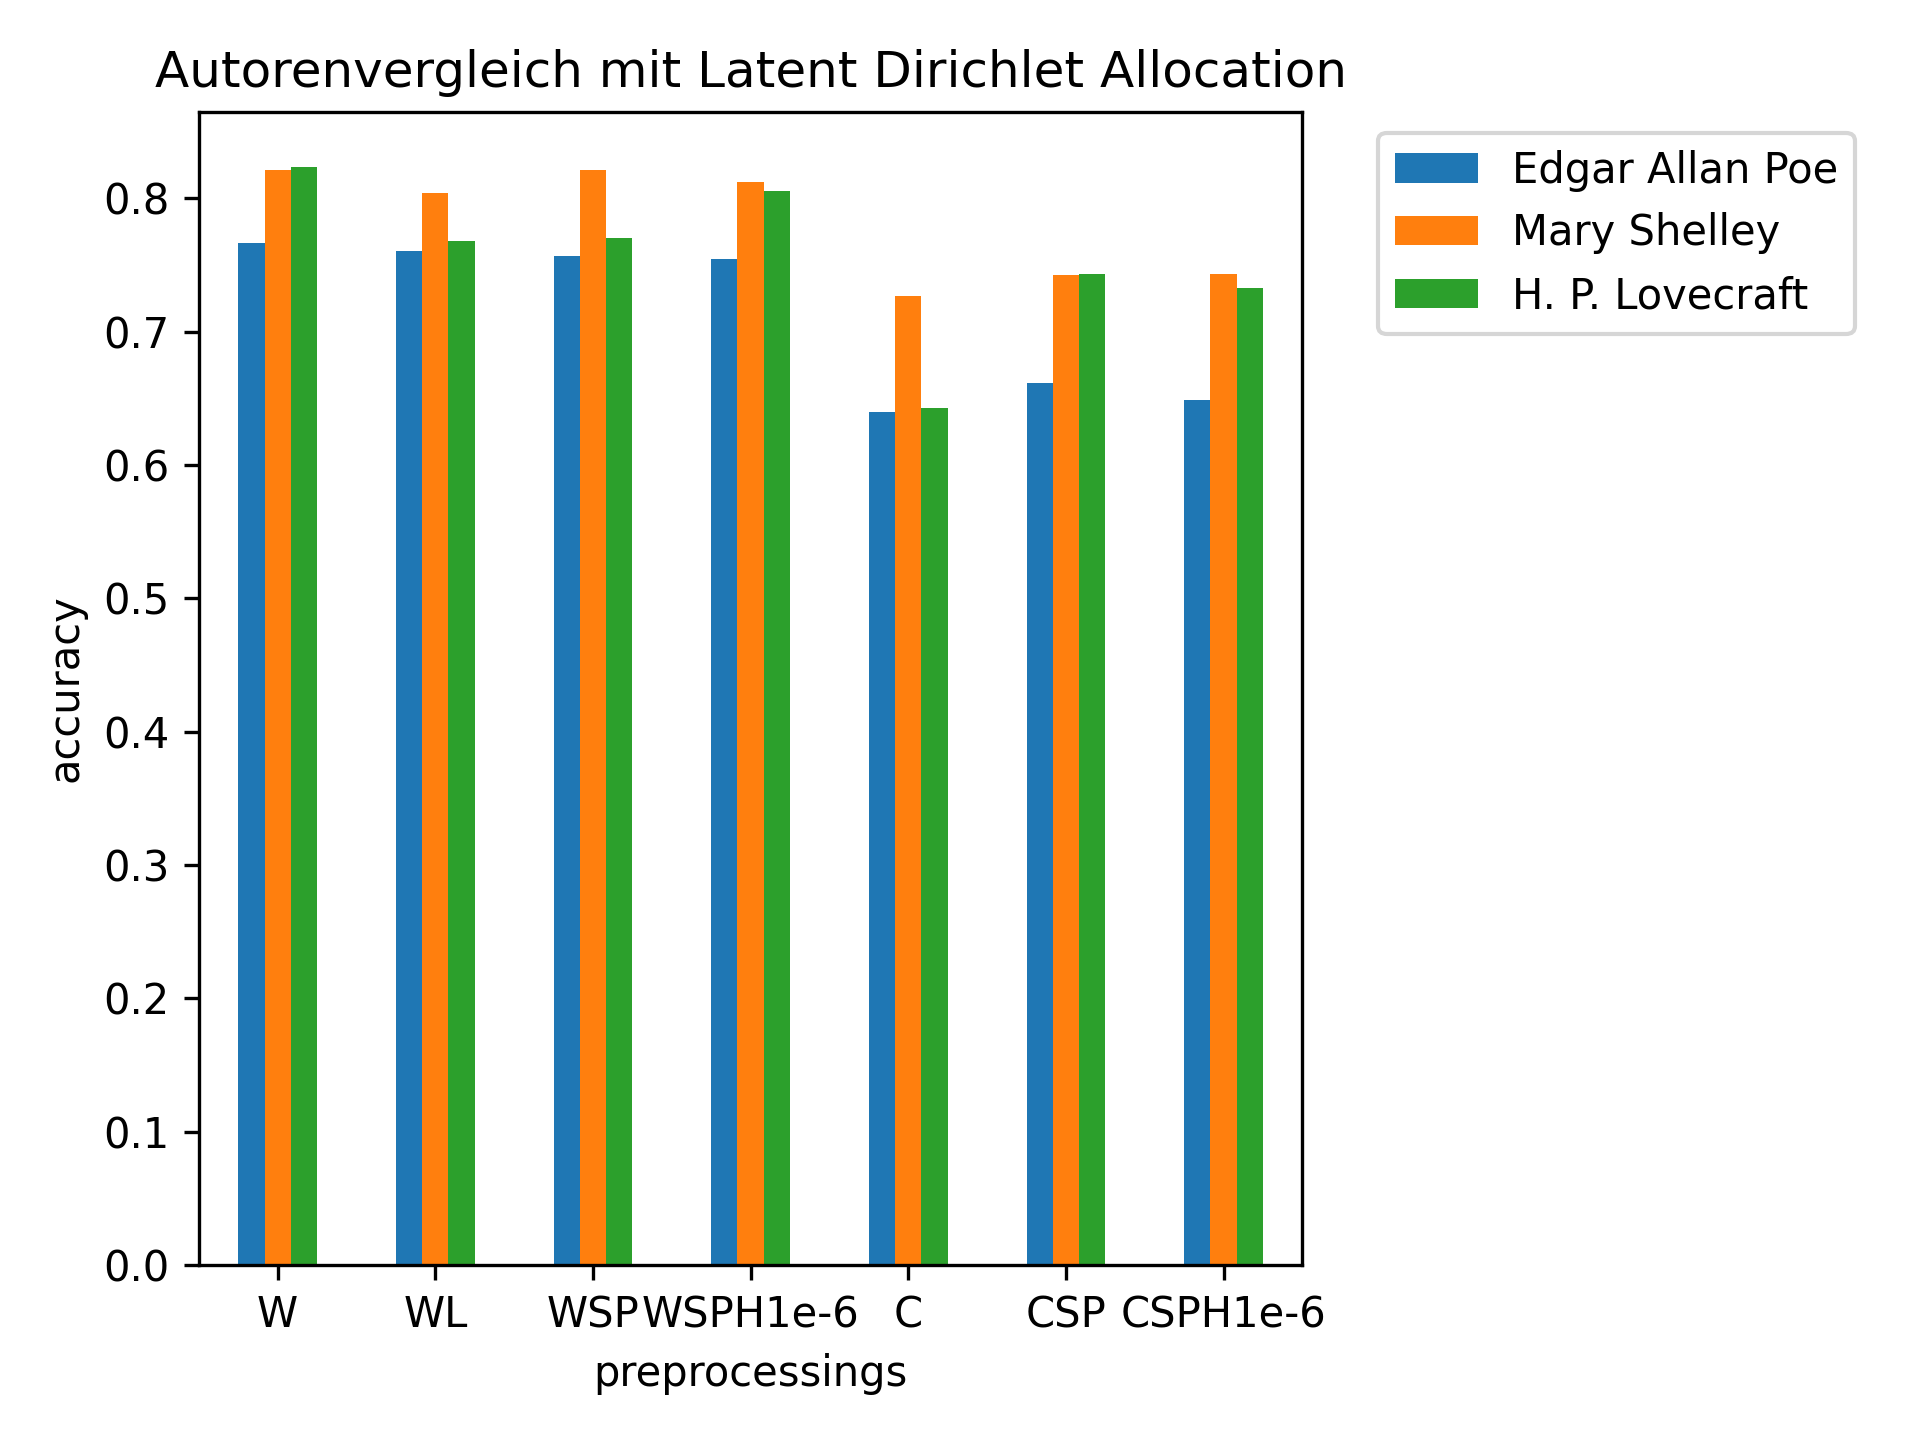 Autorenvergleich mit Latent Dirichlet Allocation
Edgar Allan Poe
Mary Shelley
H. P. Lovecraft
accuracy
0.8
0.7
0.6
0.5
0.4
0.3
0.2
0.1
0.0
W WL WSP WSPH1e-6 C CSP CSPH1e-6
preprocessings